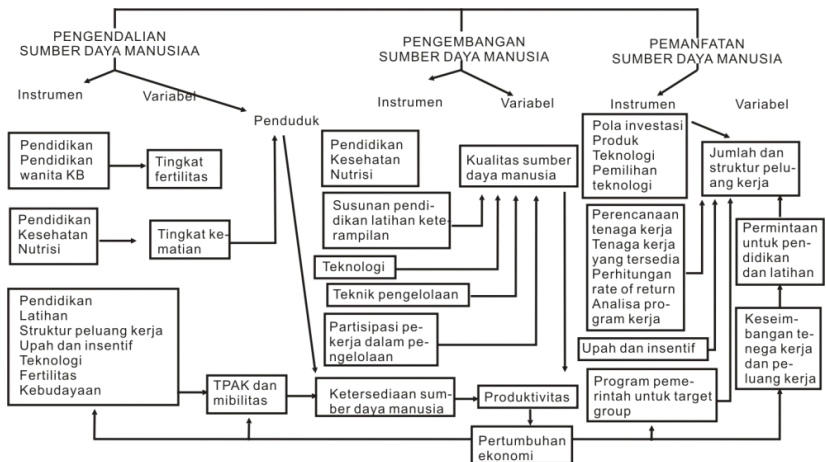 PENGENDALIAN
SUMBER DAYA MANUSIAA
Instrumen
Variabel
Penduduk
Pendidikan
Pendidikan
wanita KB
Tingkat
fertilitas
Pendidikan
Kesehatan
Nutrisi
Tingkat ke-
matian
Pendidikan
Latihan
Struktur peluang kerja
Upah dan insentif
Teknologi
Fertilitas
Kebudayaan
TPAK dan
mibilitas
PENGEMBANGAN
SUMBER DAYA MANUSIA
Instrumen
Variabel
Pendidikan
Kesehatan
Nutrisi
Kualitas sumber
daya manusia
Susunan pendi-
dikan latihan kete-
rampilan
Teknologi
Teknik pengelolaan
Partisipasi pe-
kerja dalam pe-
ngelolaan
Ketersediaan sum-
ber daya manusia
Produktivitas
Pertumbuhan
ekonomi
PEMANFATAN
SUMBER DAYA MANUSIA
Instrumen
Variabel
Pola investasi
Produk
Teknologi
Pemilihan
teknologi
Jumlah dan
struktur pelu-
ang kerja
Perencanaan
tenaga kerja
Tenaga kerja
yang tersedia
Perhitungan
rate of return
Analisa pro-
gram kerja
Permintaan
untuk pen-
didikan
dan latihan
Upah dan insentif
Keseim-
bangan te-
nega kerja
dan pe-
luang kerja
Program peme-
rintah untuk target
group